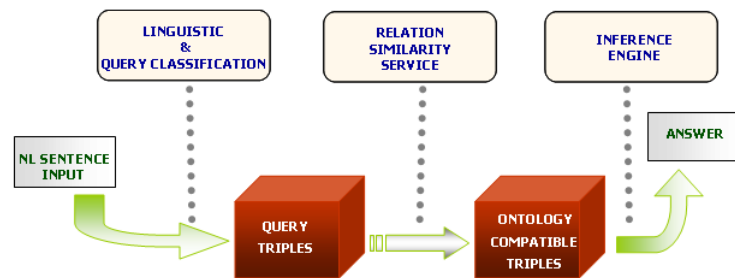 LINGUISTIC
&
QUERY CLASSIFICATION
RELATION
SIMILARITY
SERVICE
INFERENCE
ENGINE
NL SENTENCE
INPUT
QUERY
TRIPLES
ONTOLOGY
COMPATIBLE
TRIPLES
ANSWER